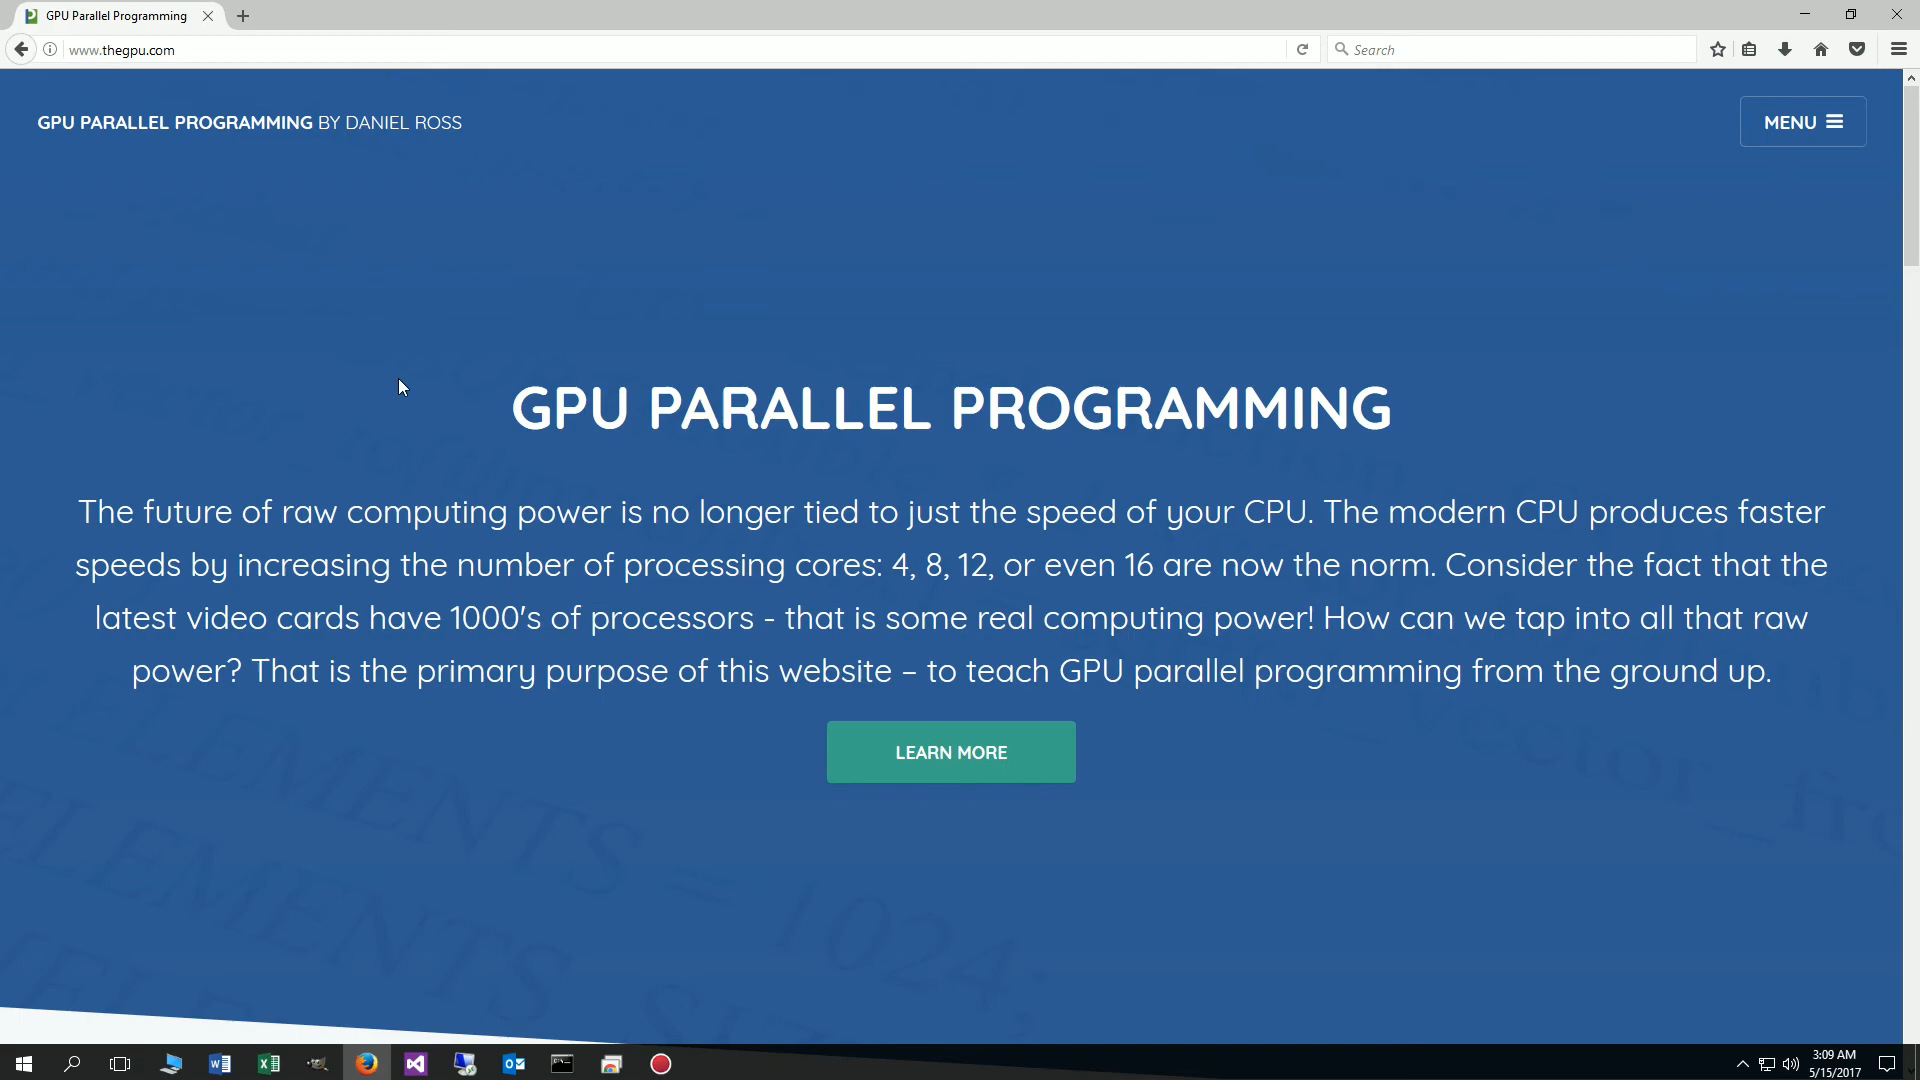 GPU Parallel Programming
www.thegpu.com
Search
GPU PARALLEL PROGRAMMING BY DANIEL ROSS
MENU
GPU PARALLEL PROGRAMMING
The future of raw computing power is no longer tied to just the speed of your CPU. The modern CPU produces faster
speeds by increasing the number of processing cores: 4, 8, 12, or even 16 are now the norm. Consider the fact that the
latest video cards have 1000's of processors - that is some real computing power! How can we tap into all that raw
power? That is the primary purpose of this website – to teach GPU parallel programming from the ground up.
LEARN MORE
ELEMENTS = 1024;
3:09 AM
5/15/2017